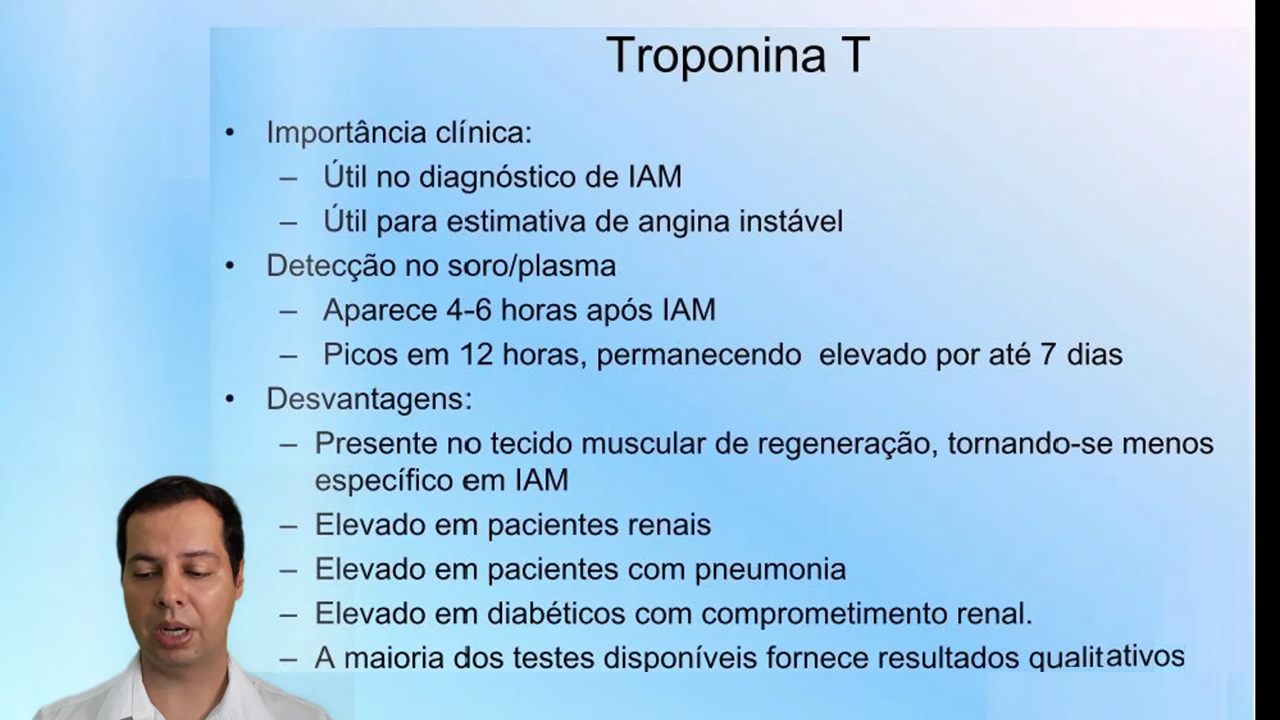 Troponina T
• Importância clínica:
– Útil no diagnóstico de IAM
– Útil para estimativa de angina instável
• Detecção no soro/plasma
– Aparece 4-6 horas após IAM
– Picos em 12 horas, permanecendo elevado por até 7 dias
• Desvantagens:
– Presente no tecido muscular de regeneração, tornando-se menos
específico em IAM
– Elevado em pacientes renais
– Elevado em pacientes com pneumonia
– Elevado em diabéticos com comprometimento renal.
– A maioria dos testes disponíveis fornece resultados qualitativos